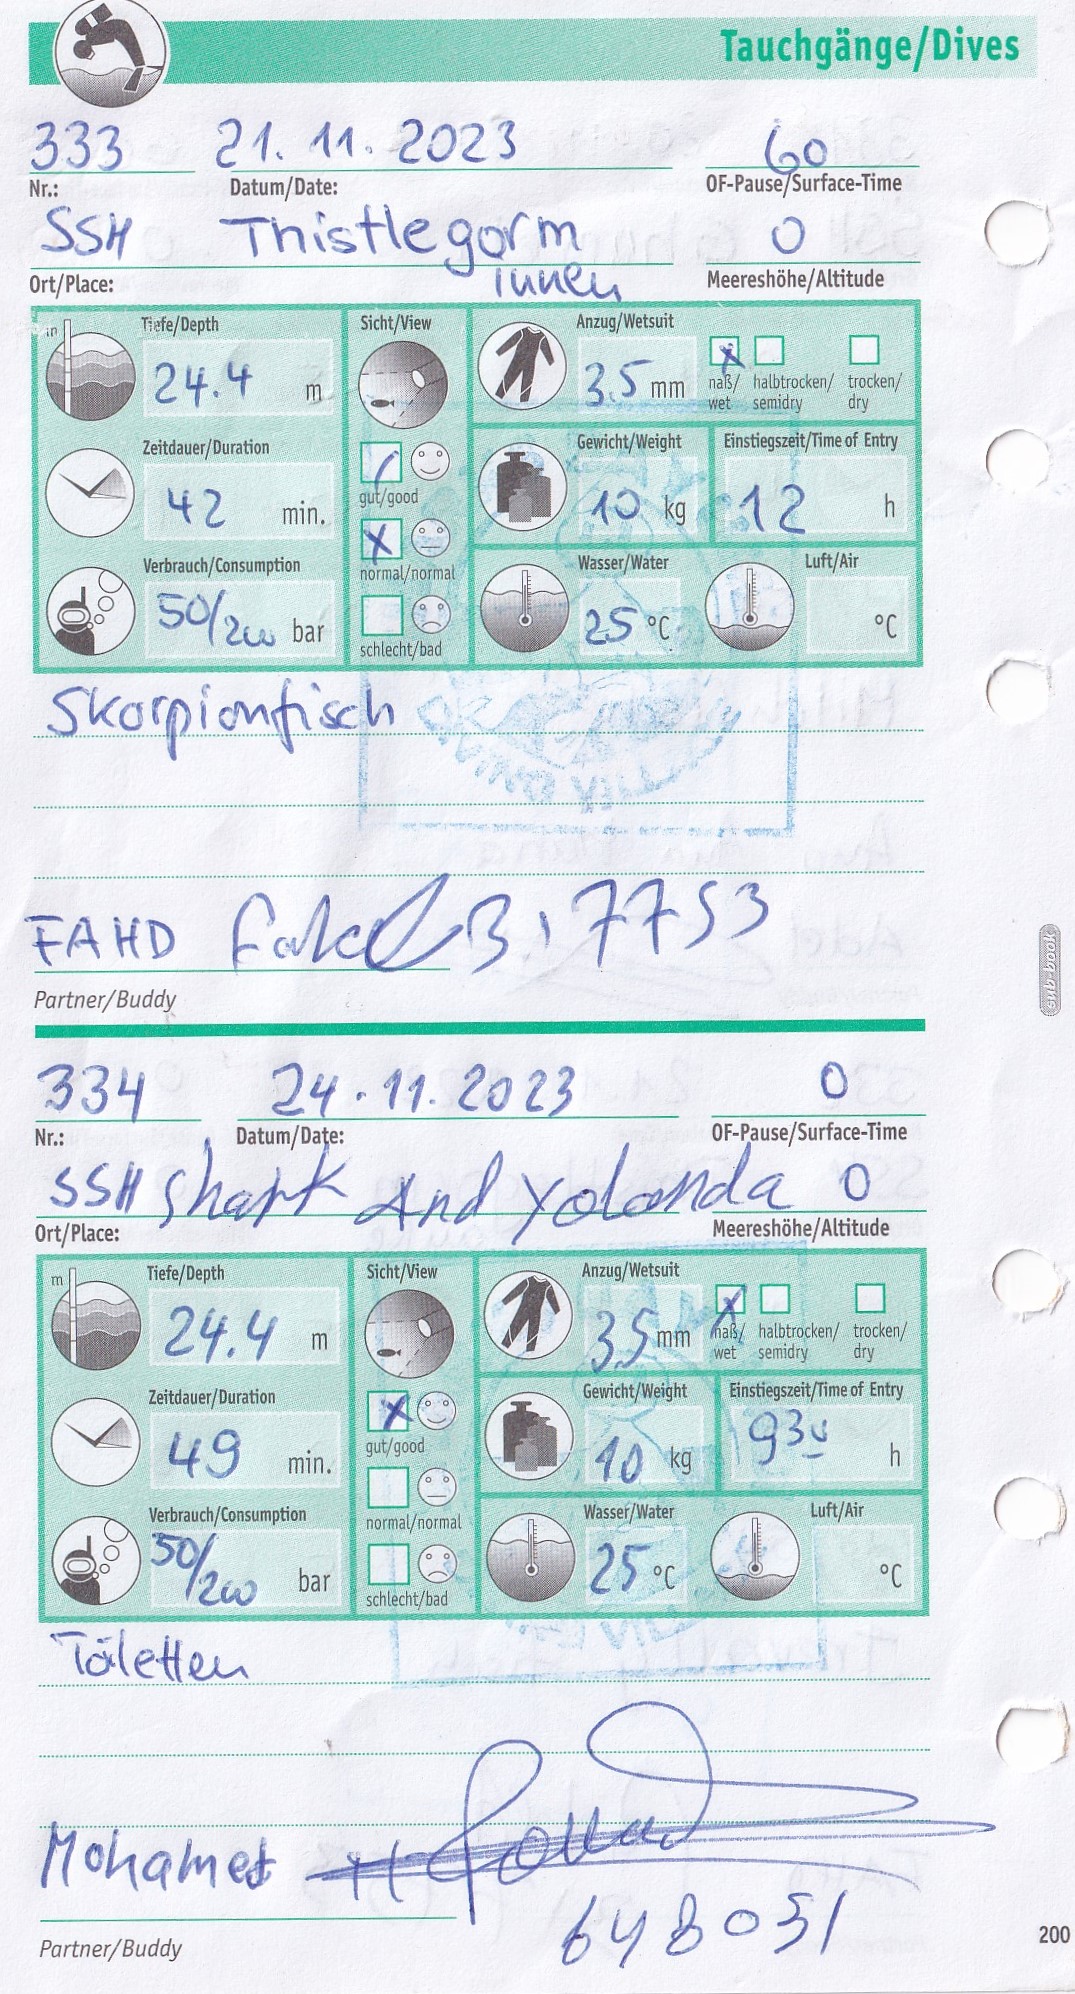 Tauchgänge/Dives
333 21.11.2023 60
Nr.: Datum/Date: OF-Pause/Surface-Time
SSH Thistlegorm 0
Innen
Ort/Place: Meereshöhe/Altitude
Tiefe/Depth Sicht/View Anzug/Wetsuit
24.4 m 3.5 mm
naß/ halbtrocken/ trocken/
wet semidry dry
Zeitdauer/Duration Gewicht/Weight Einstiegszeit/Time of Entry
42 min. gut/good 10 kg 12 h
normal/normal
Verbrauch/Consumption Wasser/Water Luft/Air
50/200 bar 25 °C °C
schlecht/bad
Skorpionfisch
FAHD 7753
Partner/Buddy
sub-book
334 24.11.2023 0
Nr.: Datum/Date: OF-Pause/Surface-Time
SSH Shark And Yolanda 0
Ort/Place: Meereshöhe/Altitude
m Tiefe/Depth Sicht/View Anzug/Wetsuit
24.4 m 35 mm
naß/ halbtrocken/ trocken/
wet semidry dry
Zeitdauer/Duration Gewicht/Weight Einstiegszeit/Time of Entry
49 min. gut/good 10 kg 930 h
normal/normal
Verbrauch/Consumption Wasser/Water Luft/Air
50/200 bar 25 °C °C
schlecht/bad
Toiletten
Mohamed
648051
Partner/Buddy
200